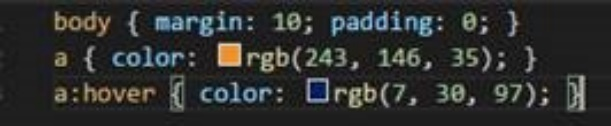 body { margin: 10; padding: 0; }
a { color: rgb(243, 146, 35); }
a:hover { color: rgb(7, 30, 97); }